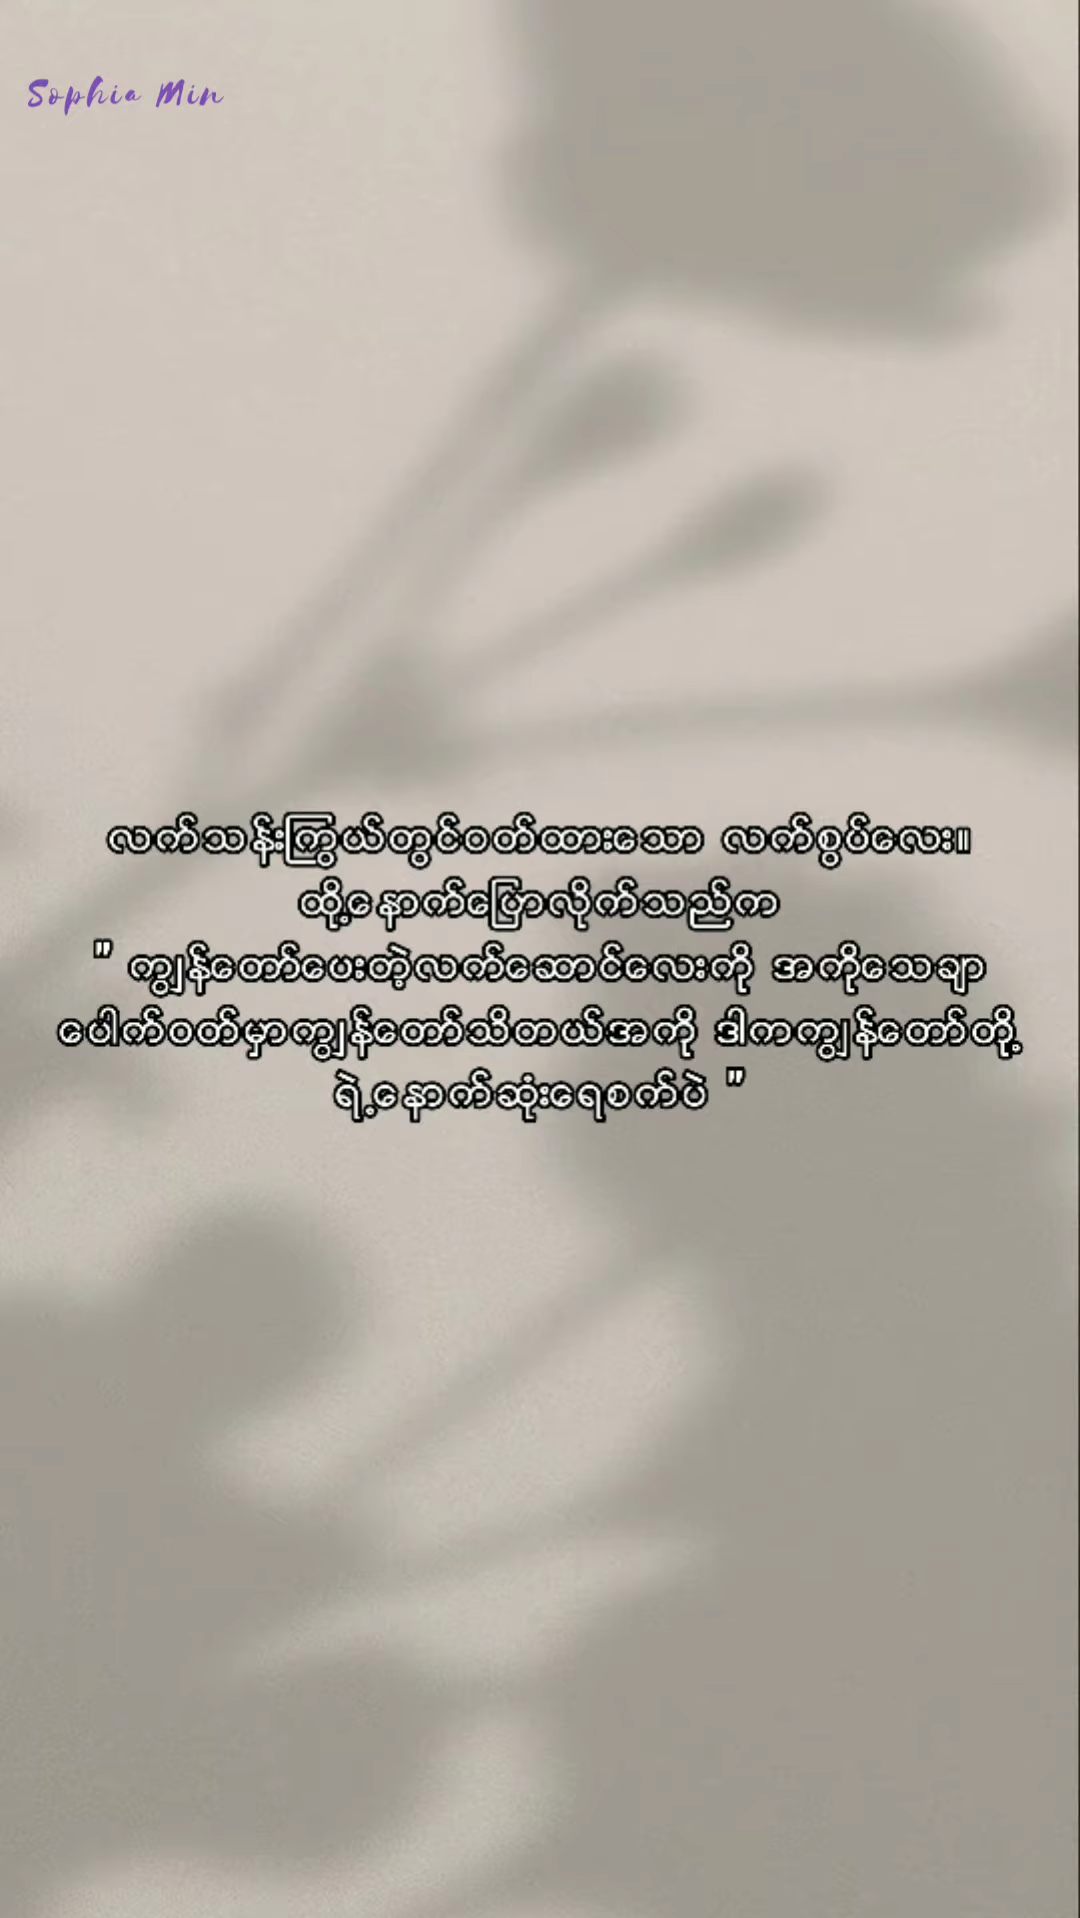 Sophia Min
လက်သန်းကြွယ်တွင်ဝတ်ထားသော လက်စွပ်လေး။
ထို့နောက်ပြောလိုက်သည်က
" ကျွန်တော်ပေးတဲ့လက်ဆောင်လေးကို အကိုသေချာ
ပေါက်ဝတ်မှာကျွန်တော်သိတယ်အကို ဒါကကျွန်တော်တို့
ရဲ့နောက်ဆုံးရေစက်ပဲ "